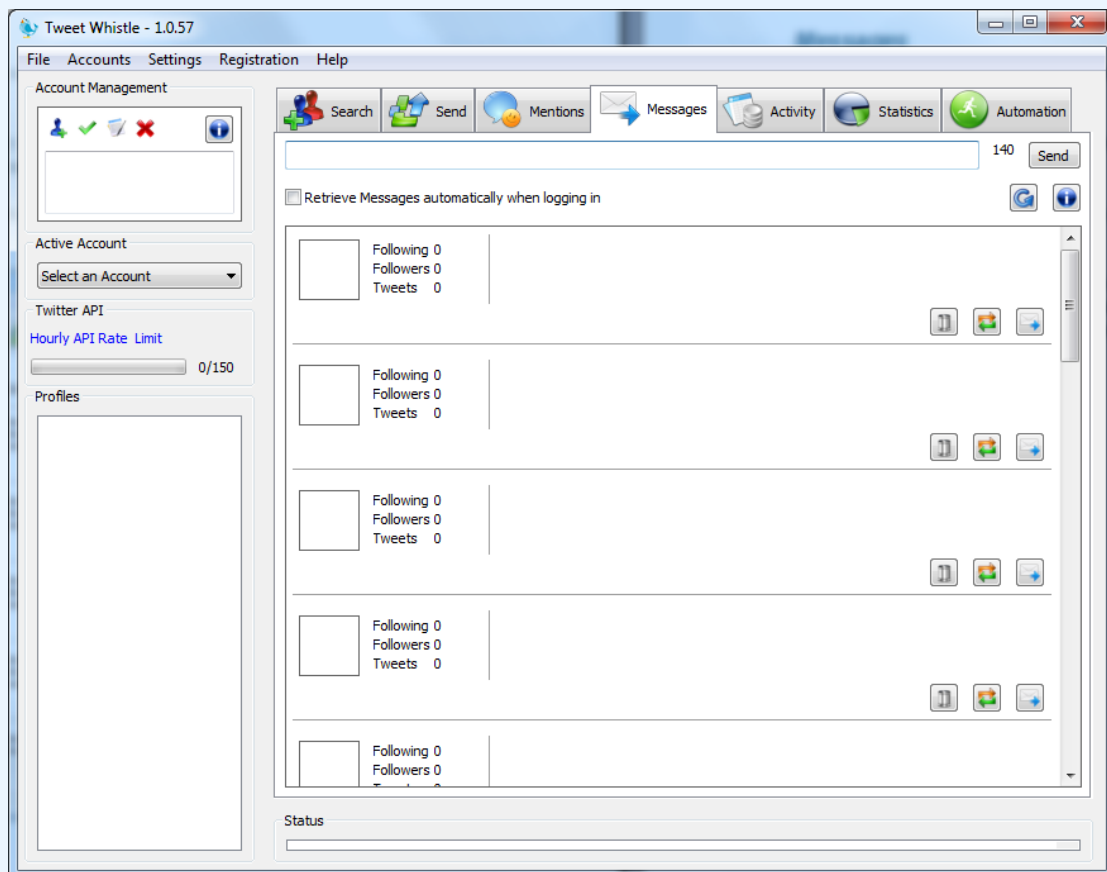 Tweet Whistle - 1.0.57
Messages
File Accounts Settings Registration Help
Account Management
Search Send Mentions Messages Activity Statistics Automation
140 Send
Retrieve Messages automatically when logging in
Active Account
Select an Account
Twitter API
Hourly API Rate Limit
0/150
Profiles
Following 0
Followers 0
Tweets 0
Following 0
Followers 0
Tweets 0
Following 0
Followers 0
Tweets 0
Following 0
Followers 0
Tweets 0
Following 0
Followers 0
Tweets 0
Status